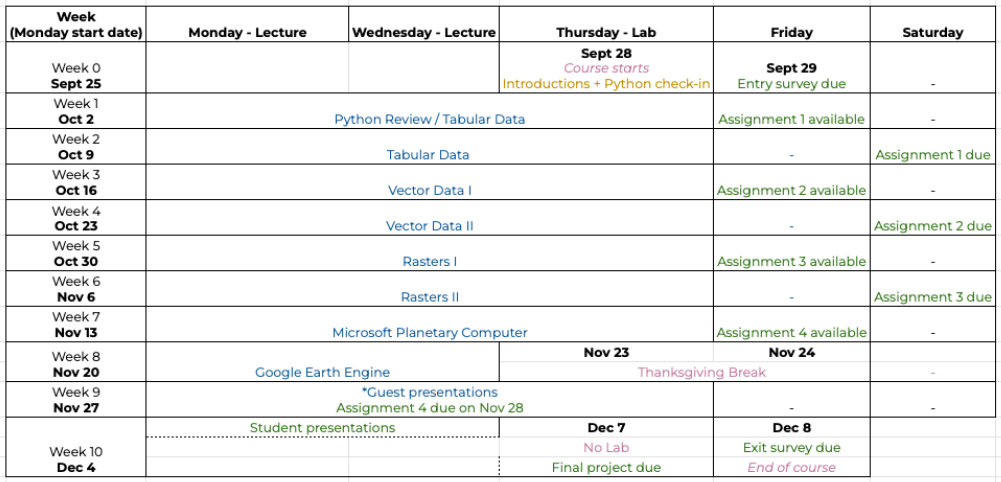 Week
(Monday start date) Monday - Lecture Wednesday - Lecture Thursday - Lab Friday Saturday
Sept 28
Week 0 Course starts Sept 29
Sept 25 Introductions + Python check-in Entry survey due -
Week 1
Oct 2 Python Review / Tabular Data Assignment 1 available -
Week 2
Oct 9 Tabular Data - Assignment 1 due
Week 3
Oct 16 Vector Data I Assignment 2 available -
Week 4
Oct 23 Vector Data II - Assignment 2 due
Week 5
Oct 30 Rasters I Assignment 3 available -
Week 6
Nov 6 Rasters II - Assignment 3 due
Week 7
Nov 13 Microsoft Planetary Computer Assignment 4 available -
Week 8 Nov 23 Nov 24
Nov 20 Google Earth Engine Thanksgiving Break -
Week 9 *Guest presentations
Nov 27 Assignment 4 due on Nov 28 - -
Student presentations Dec 7 Dec 8
Week 10 No Lab Exit survey due
Dec 4 Final project due End of course